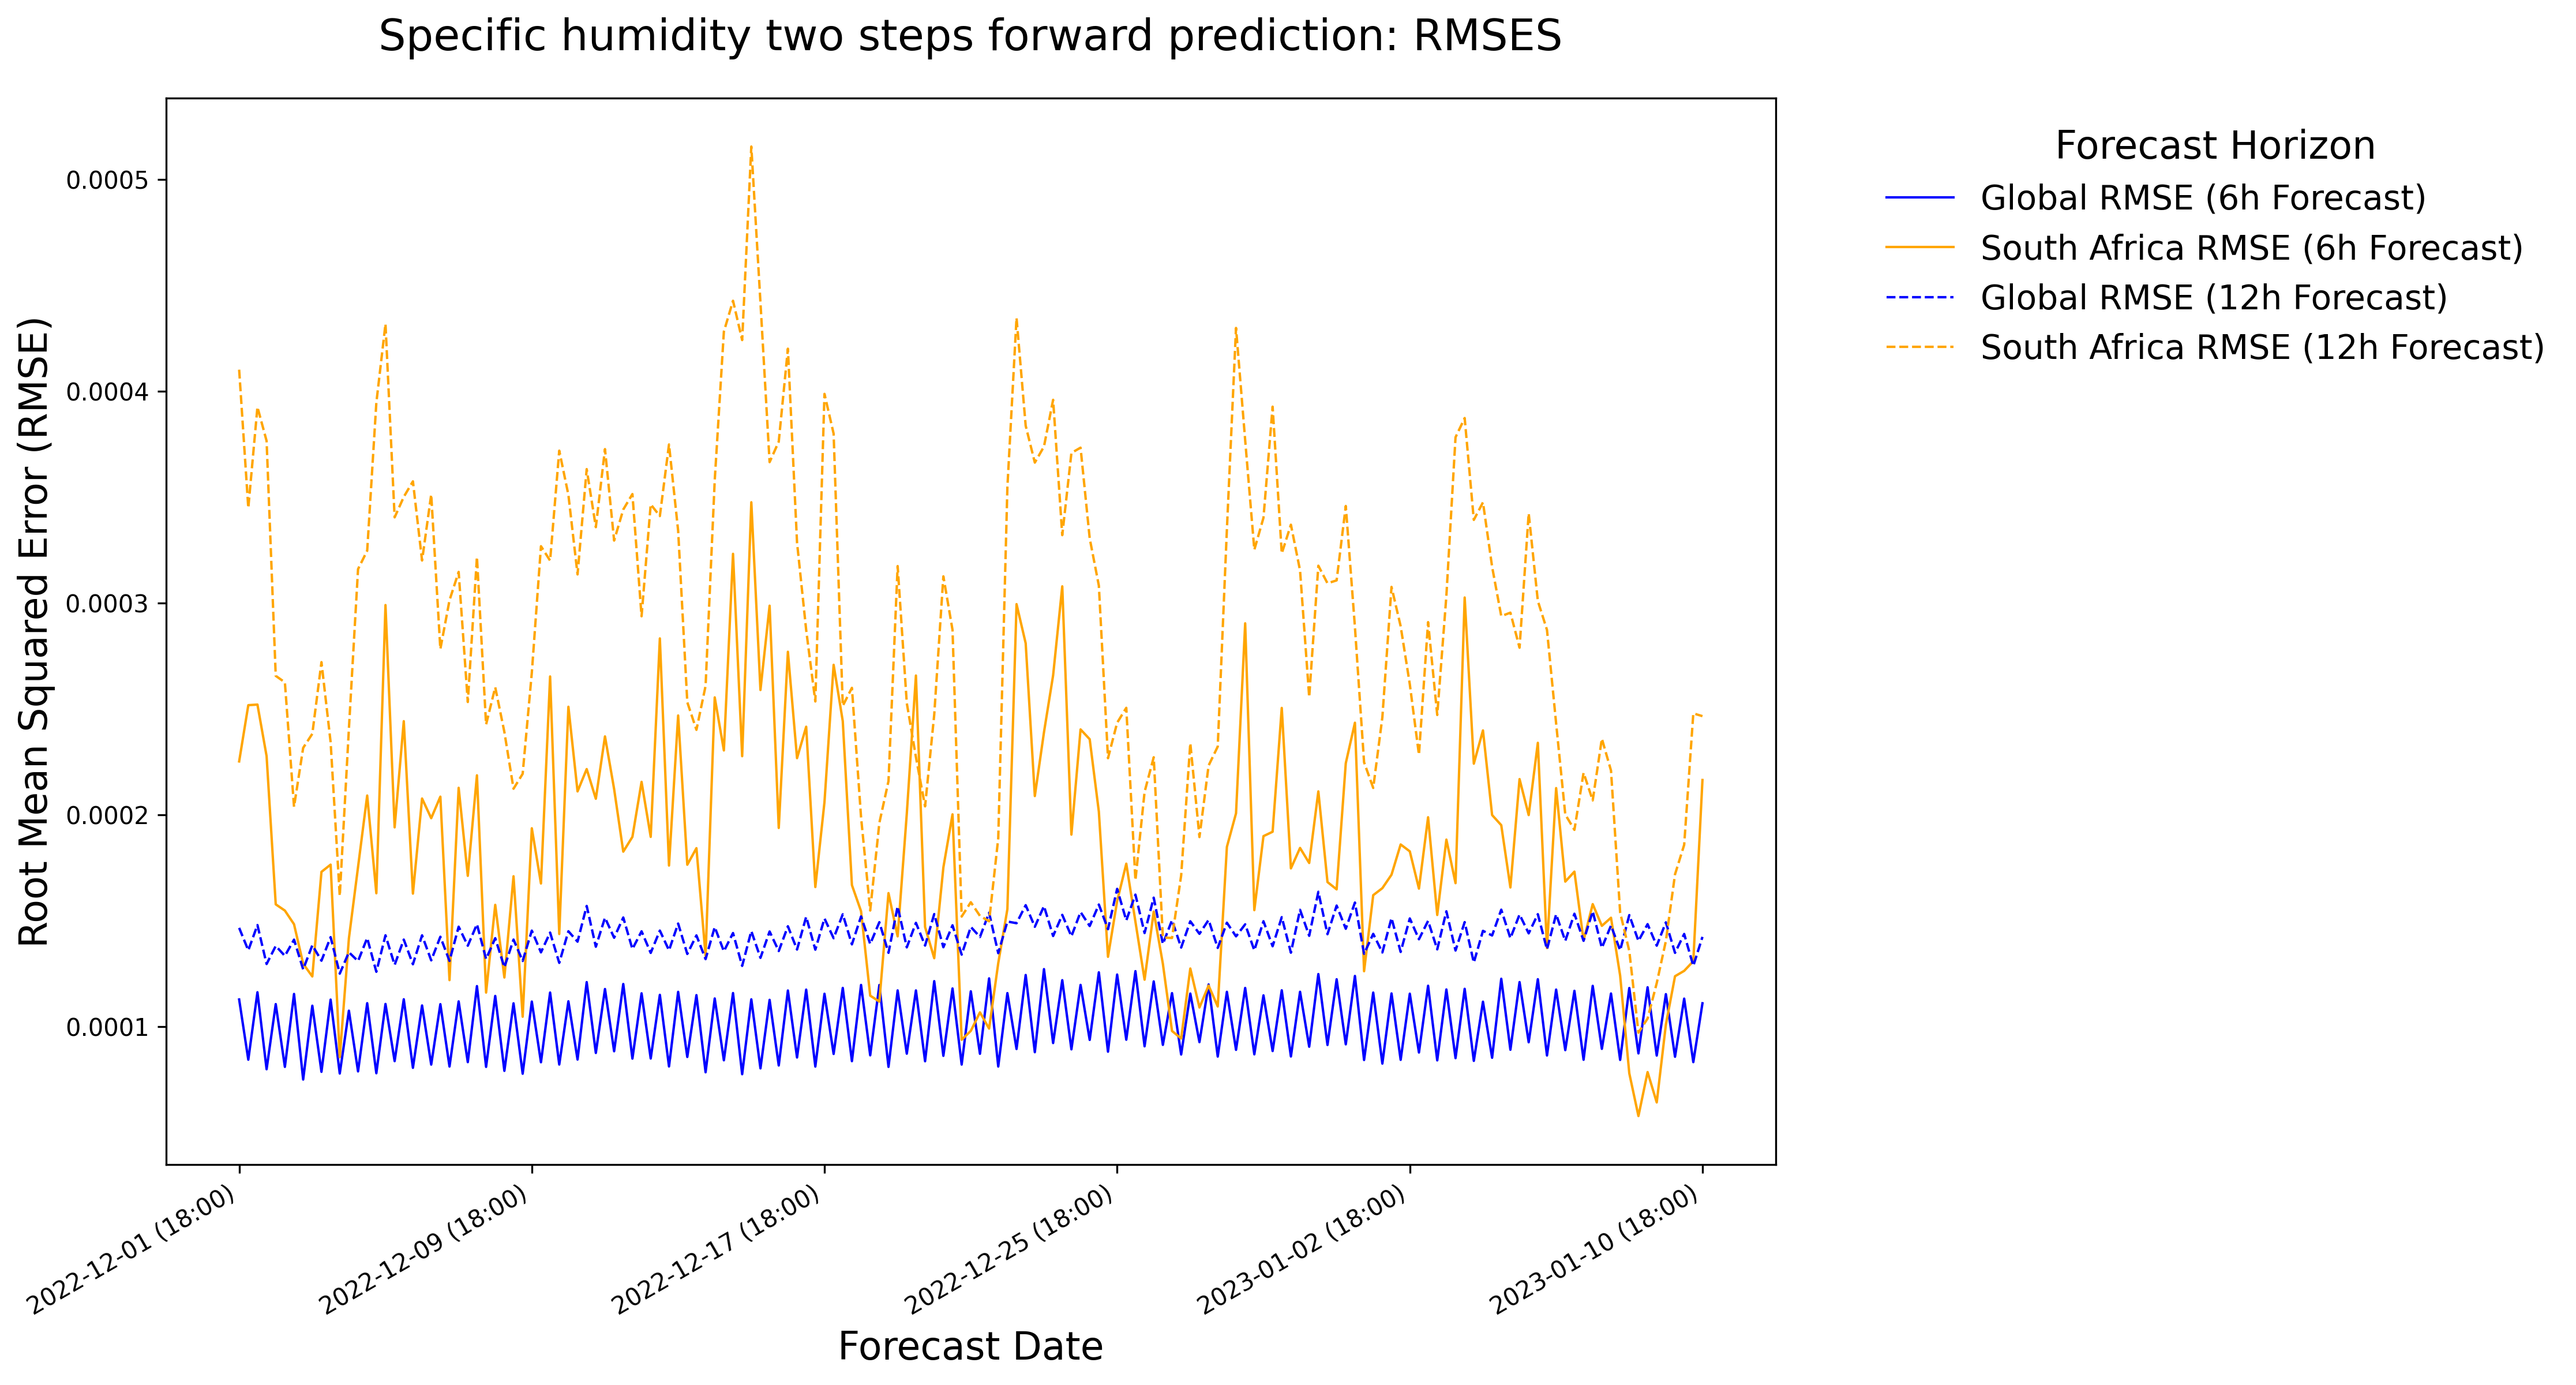 Specific humidity two steps forward prediction: RMSES
Root Mean Squared Error (RMSE)
0.0005
0.0004
0.0003
0.0002
0.0001
2022-12-01 (18:00)
2022-12-09 (18:00)
2022-12-17 (18:00)
2022-12-25 (18:00)
2023-01-02 (18:00)
2023-01-10 (18:00)
Forecast Date
Forecast Horizon
Global RMSE (6h Forecast)
South Africa RMSE (6h Forecast)
Global RMSE (12h Forecast)
South Africa RMSE (12h Forecast)